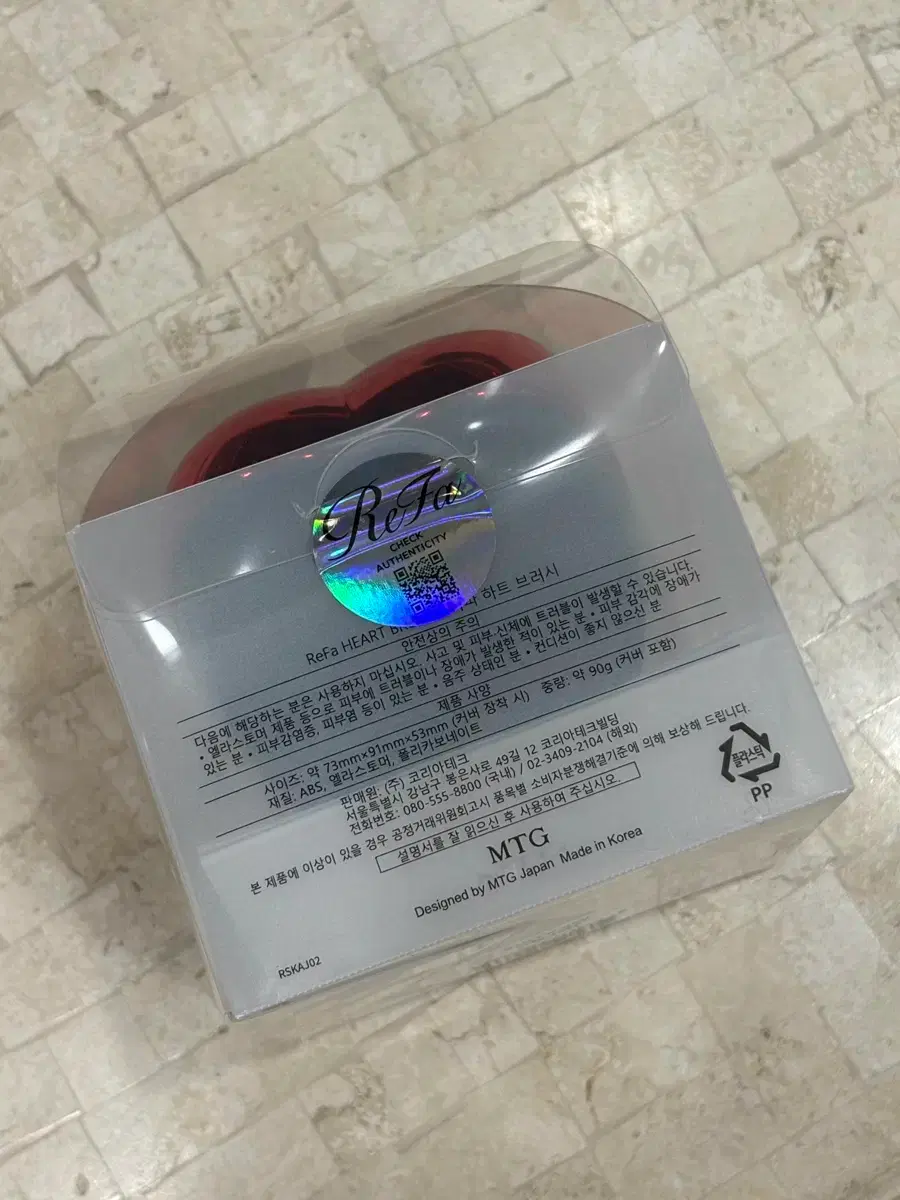 ReFa
CHECK
AUTHENTICITY
ReFa HEART 하트 브러시
안전상의 주의
다음에 해당하는 분은 사용하지 마십시오. 사고 및 피부·신체에 트러블이 발생할 수 있습니다.
• 엘라스토머 제품 등으로 피부에 트러블이나 장애가 발생한 적이 있는 분 • 피부 감각에 장애가
있는 분 • 피부감염증, 피부염 등이 있는 분 • 음주 상태인 분 • 컨디션이 좋지 않으신 분
제품 사양
사이즈: 약 73mm×91mm×53mm (커버 장착 시) 중량: 약 90g (커버 포함)
재질: ABS, 엘라스토머, 폴리카보네이트
판매원: (주) 코리아테크
서울특별시 강남구 봉은사로 49길 12 코리아테크빌딩
전화번호: 080-555-8800 (국내) / 02-3409-2104 (해외)
본 제품에 이상이 있을 경우 공정거래위원회고시 품목별 소비자분쟁해결기준에 의해 보상해 드립니다.
설명서를 잘 읽으신 후 사용하여 주십시오.
플라스틱
PP
MTG
Designed by MTG Japan Made in Korea
RSKAJ02